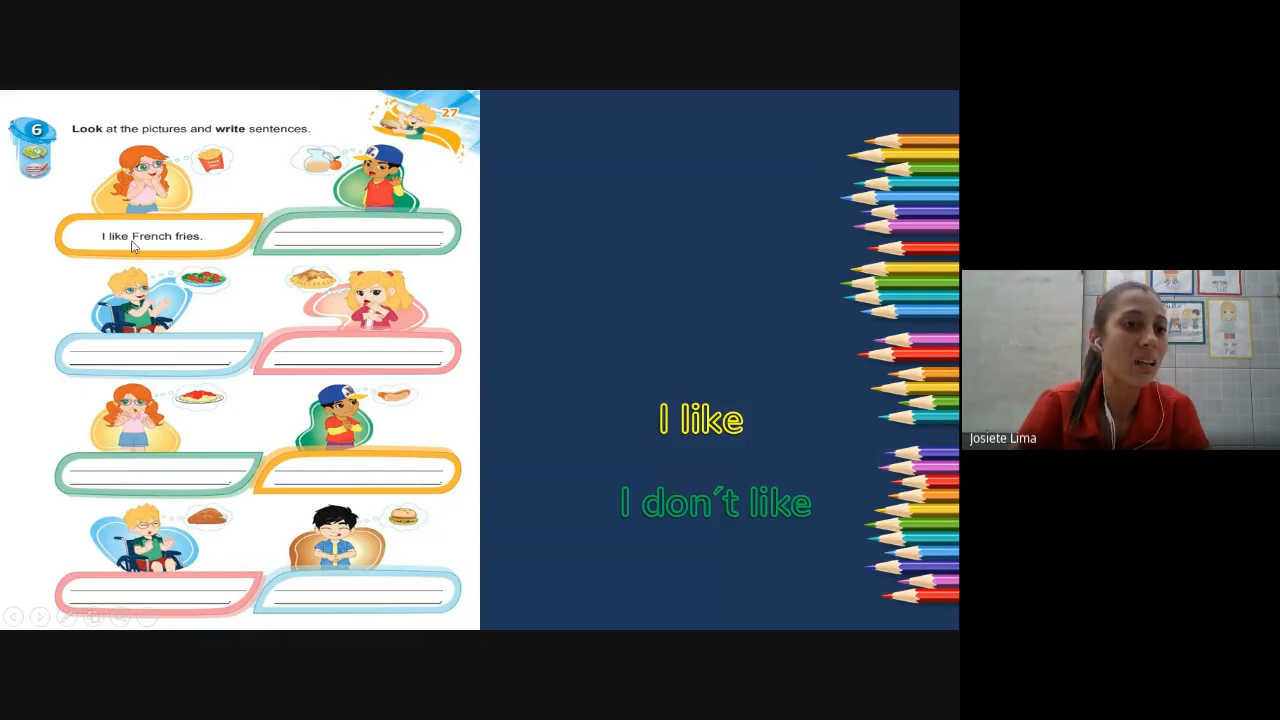 27
6
Look at the pictures and write sentences.
I like French fries.
I like
I don´t like
Josiete Lima